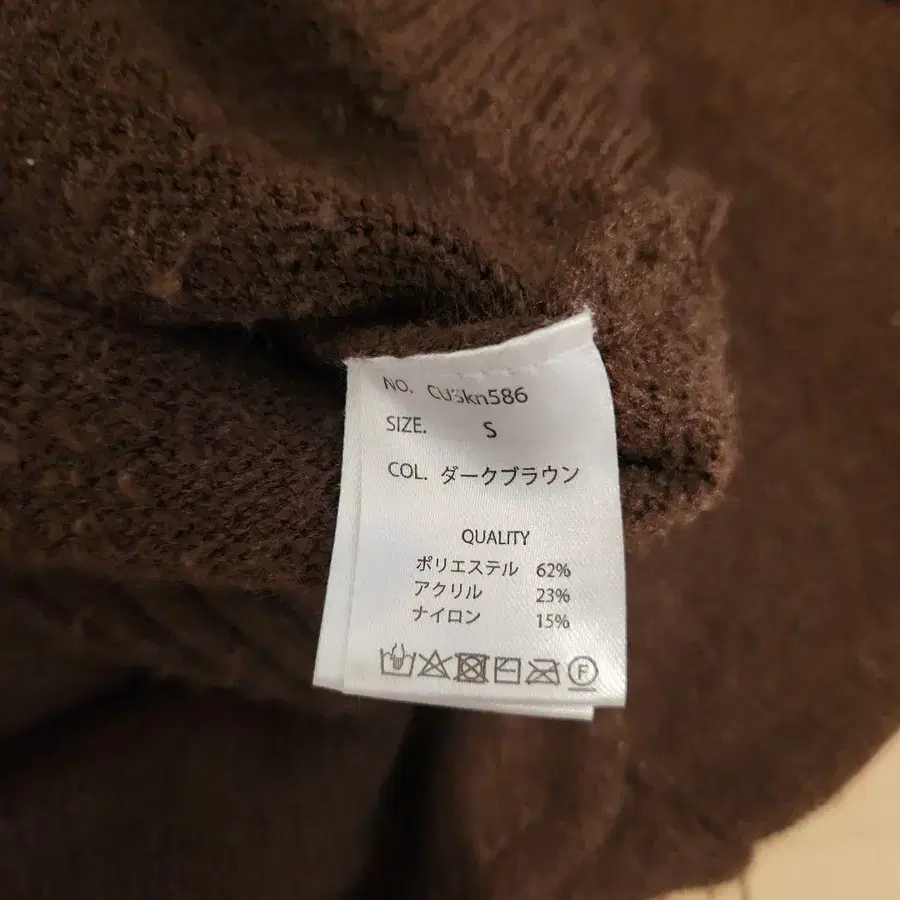 NO. CU3kn586
SIZE. S
COL. ダークブラウン
QUALITY
ポリエステル 62%
アクリル 23%
ナイロン 15%
F